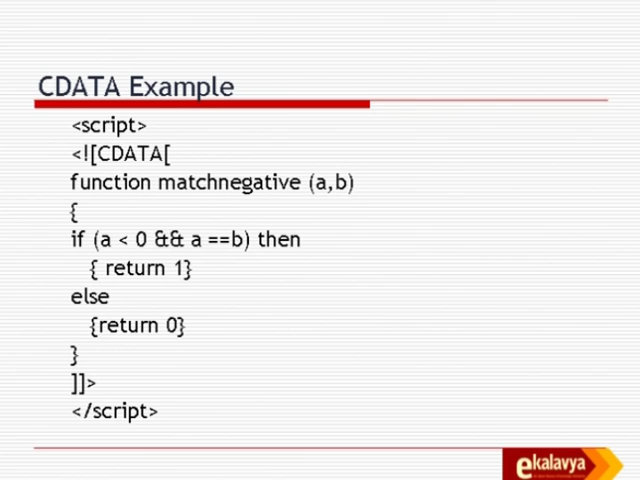 CDATA Example
<script>
<![CDATA[
function matchnegative (a,b)
{
if (a < 0 && a ==b) then
{ return 1}
else
{return 0}
}
]]>
</script>
ekalavya